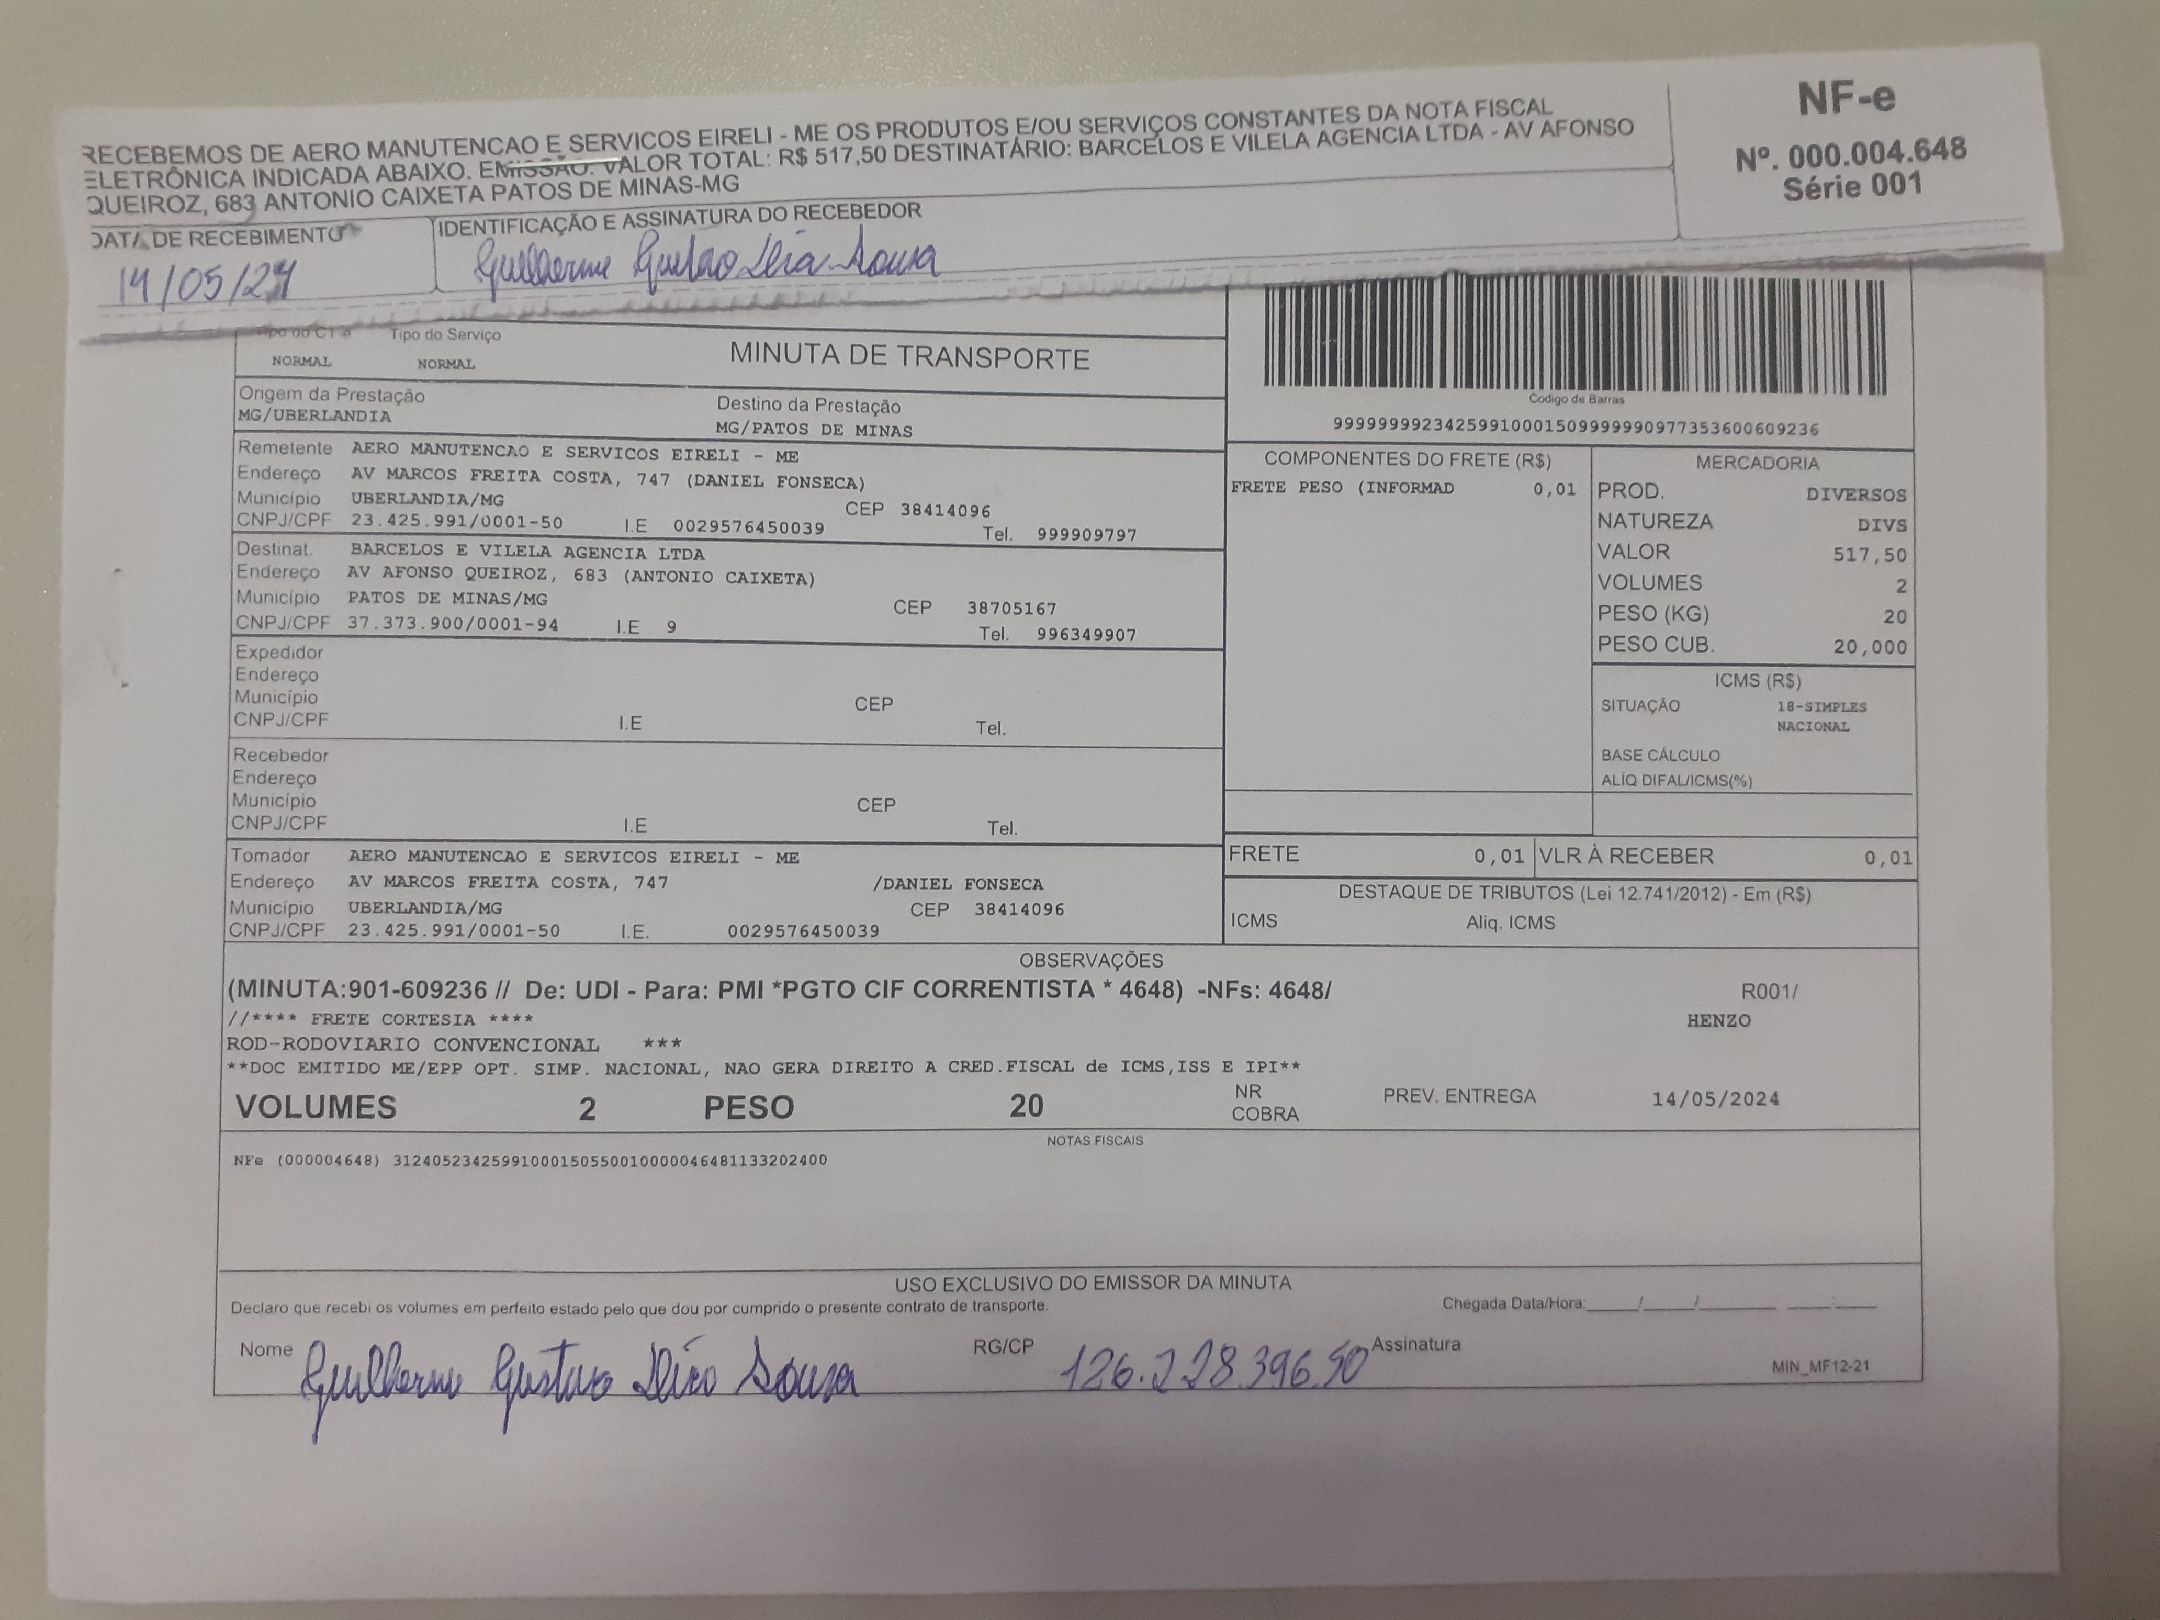 RECEBEMOS DE AERO MANUTENCAO E SERVICOS EIRELI - ME OS PRODUTOS E/OU SERVIÇOS CONSTANTES DA NOTA FISCAL
ELETRÔNICA INDICADA ABAIXO. EMISSÃO: VALOR TOTAL: R$ 517,50 DESTINATÁRIO: BARCELOS E VILELA AGENCIA LTDA - AV AFONSO
QUEIROZ, 683 ANTONIO CAIXETA PATOS DE MINAS-MG
NF-e
Nº. 000.004.648
Série 001
DATA DE RECEBIMENTO
14/05/24
IDENTIFICAÇÃO E ASSINATURA DO RECEBEDOR
Guilherme Gustavo Sousa
Tipo do CT-e Tipo do Serviço
NORMAL NORMAL
MINUTA DE TRANSPORTE
Origem da Prestação
MG/UBERLANDIA
Destino da Prestação
MG/PATOS DE MINAS
Remetente AERO MANUTENCAO E SERVICOS EIRELI - ME
Endereço AV MARCOS FREITA COSTA, 747 (DANIEL FONSECA)
Município UBERLANDIA/MG CEP 38414096
CNPJ/CPF 23.425.991/0001-50 I.E 0029576450039 Tel. 999909797
Destinat. BARCELOS E VILELA AGENCIA LTDA
Endereço AV AFONSO QUEIROZ, 683 (ANTONIO CAIXETA)
Município PATOS DE MINAS/MG CEP 38705167
CNPJ/CPF 37.373.900/0001-94 I.E 9 Tel. 996349907
Expedidor
Endereço
Município CEP
CNPJ/CPF I.E Tel.
Recebedor
Endereço
Município CEP
CNPJ/CPF I.E Tel.
Tomador AERO MANUTENCAO E SERVICOS EIRELI - ME
Endereço AV MARCOS FREITA COSTA, 747 /DANIEL FONSECA
Município UBERLANDIA/MG CEP 38414096
CNPJ/CPF 23.425.991/0001-50 I.E. 0029576450039
Codigo de Barras
99999999234259910001509999999097735360060923​6
COMPONENTES DO FRETE (R$)
FRETE PESO (INFORMAD 0,01
MERCADORIA
PROD. DIVERSOS
NATUREZA DIVS
VALOR 517,50
VOLUMES 2
PESO (KG) 20
PESO CUB. 20,000
ICMS (R$)
SITUAÇÃO 18-SIMPLES
NACIONAL
BASE CÁLCULO
ALÍQ DIFAL/ICMS(%)
FRETE 0,01 VLR À RECEBER 0,01
DESTAQUE DE TRIBUTOS (Lei 12.741/2012) - Em (R$)
ICMS Aliq. ICMS
OBSERVAÇÕES
(MINUTA:901-609236 // De: UDI - Para: PMI *PGTO CIF CORRENTISTA * 4648) -NFs: 4648/ R001/
//**** FRETE CORTESIA **** HENZO
ROD-RODOVIARIO CONVENCIONAL ***
**DOC EMITIDO ME/EPP OPT. SIMP. NACIONAL, NAO GERA DIREITO A CRED.FISCAL de ICMS,ISS E IPI**
VOLUMES 2 PESO 20 NR COBRA PREV. ENTREGA 14/05/2024
NOTAS FISCAIS
NFe (000004648) 31240523425991000150550010000046481133202400
USO EXCLUSIVO DO EMISSOR DA MINUTA
Declaro que recebi os volumes em perfeito estado pelo que dou por cumprido o presente contrato de transporte. Chegada Data/Hora:____/____/________ ____:____
Nome Guilherme Gustavo Sousa RG/CP 126.228.396.50 Assinatura
MIN_MF12-21